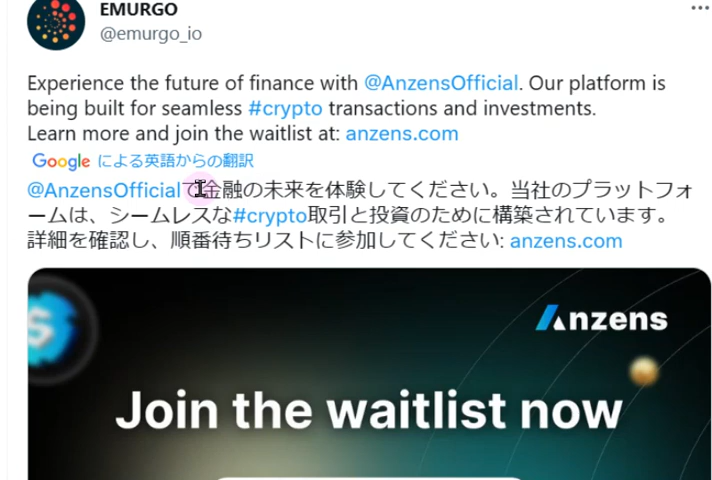 EMURGO
@emurgo_io
Experience the future of finance with @AnzensOfficial. Our platform is
being built for seamless #crypto transactions and investments.
Learn more and join the waitlist at: anzens.com
Google による英語からの翻訳
@AnzensOfficialで金融の未来を体験してください。当社のプラットフォ
ームは、シームレスな#crypto取引と投資のために構築されています。
詳細を確認し、順番待ちリストに参加してください: anzens.com
Anzens
Join the waitlist now